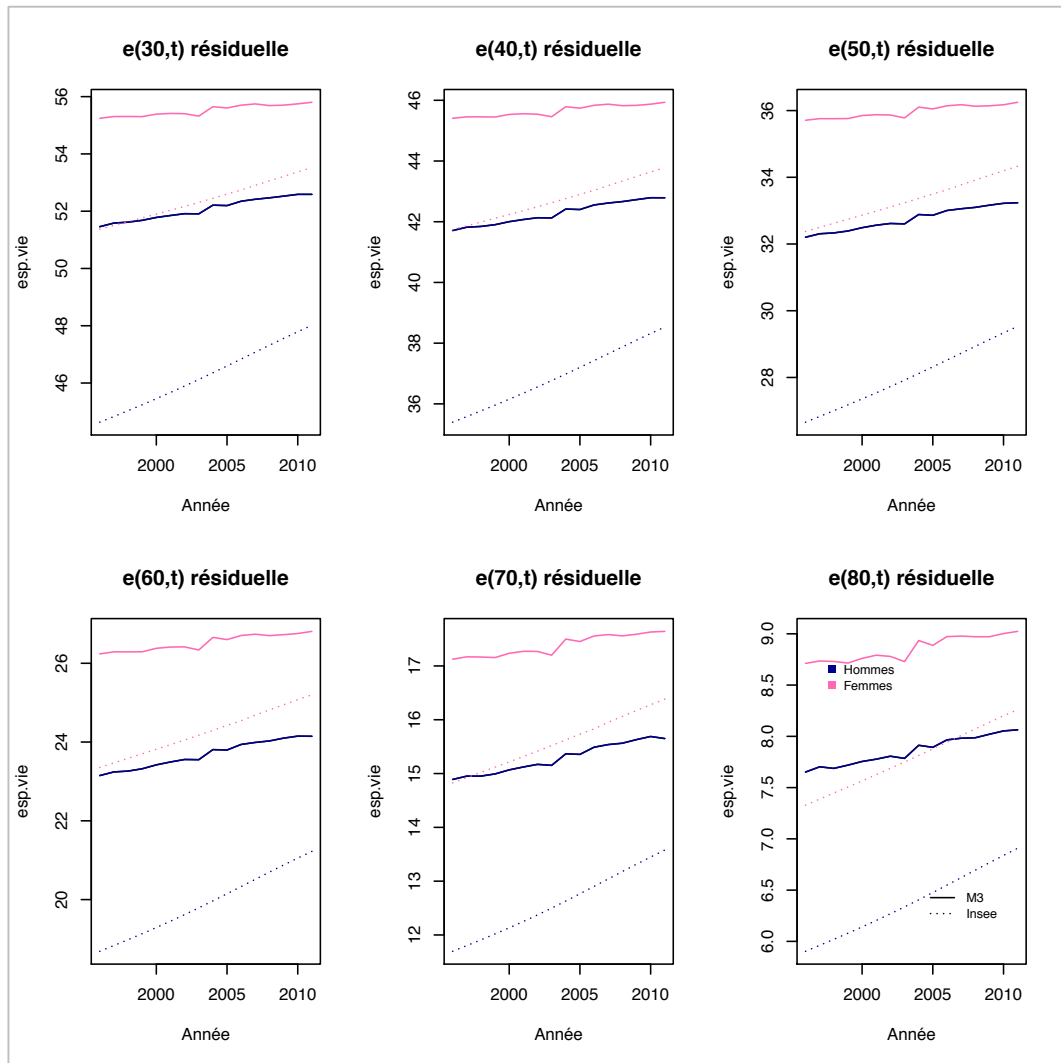 e(30,t) résiduelle
esp.vie
46 48 50 52 54 56
2000 2005 2010
Année
e(40,t) résiduelle
esp.vie
36 38 40 42 44 46
2000 2005 2010
Année
e(50,t) résiduelle
esp.vie
28 30 32 34 36
2000 2005 2010
Année
e(60,t) résiduelle
esp.vie
20 22 24 26
2000 2005 2010
Année
e(70,t) résiduelle
esp.vie
12 13 14 15 16 17
2000 2005 2010
Année
e(80,t) résiduelle
esp.vie
6.0 6.5 7.0 7.5 8.0 8.5 9.0
Hommes
Femmes
M3
Insee
2000 2005 2010
Année